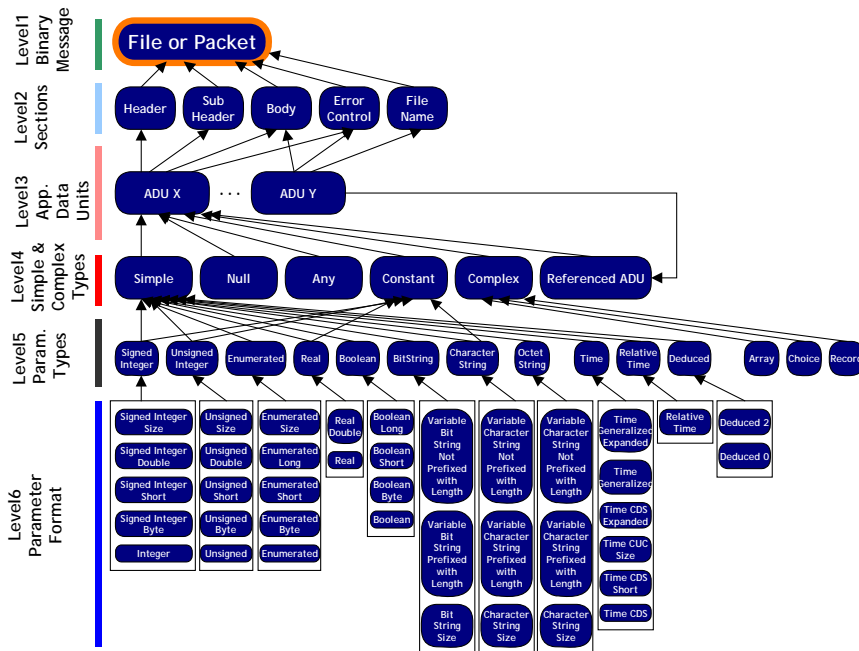 Level1
Binary
Message
File or Packet
Level2
Sections
Header
Sub
Header
Body
Error
Control
File
Name
Level3
App.
Data
Units
ADU X
...
ADU Y
Level4
Simple &
Complex
Types
Simple
Null
Any
Constant
Complex
Referenced ADU
Level5
Param.
Types
Signed
Integer
Unsigned
Integer
Enumerated
Real
Boolean
BitString
Character
String
Octet
String
Time
Relative
Time
Deduced
Array
Choice
Record
Level6
Parameter
Format
Signed Integer
Size
Signed Integer
Double
Signed Integer
Short
Signed Integer
Byte
Integer
Unsigned
Size
Unsigned
Double
Unsigned
Short
Unsigned
Byte
Unsigned
Enumerated
Size
Enumerated
Long
Enumerated
Short
Enumerated
Byte
Enumerated
Real
Double
Real
Boolean
Long
Boolean
Short
Boolean
Byte
Boolean
Variable
Bit
String
Not
Prefixed
with
Length
Variable
Bit
String
Prefixed
with
Length
Bit
String
Size
Variable
Character
String
Not
Prefixed
with
Length
Variable
Character
String
Prefixed
with
Length
Character
String
Size
Variable
Character
String
Not
Prefixed
with
Length
Variable
Character
String
Prefixed
with
Length
Character
String
Size
Time
Generalized
Expanded
Time
Generalized
Time CDS
Expanded
Time CUC
Size
Time CDS
Short
Time CDS
Relative
Time
Deduced 2
Deduced 0